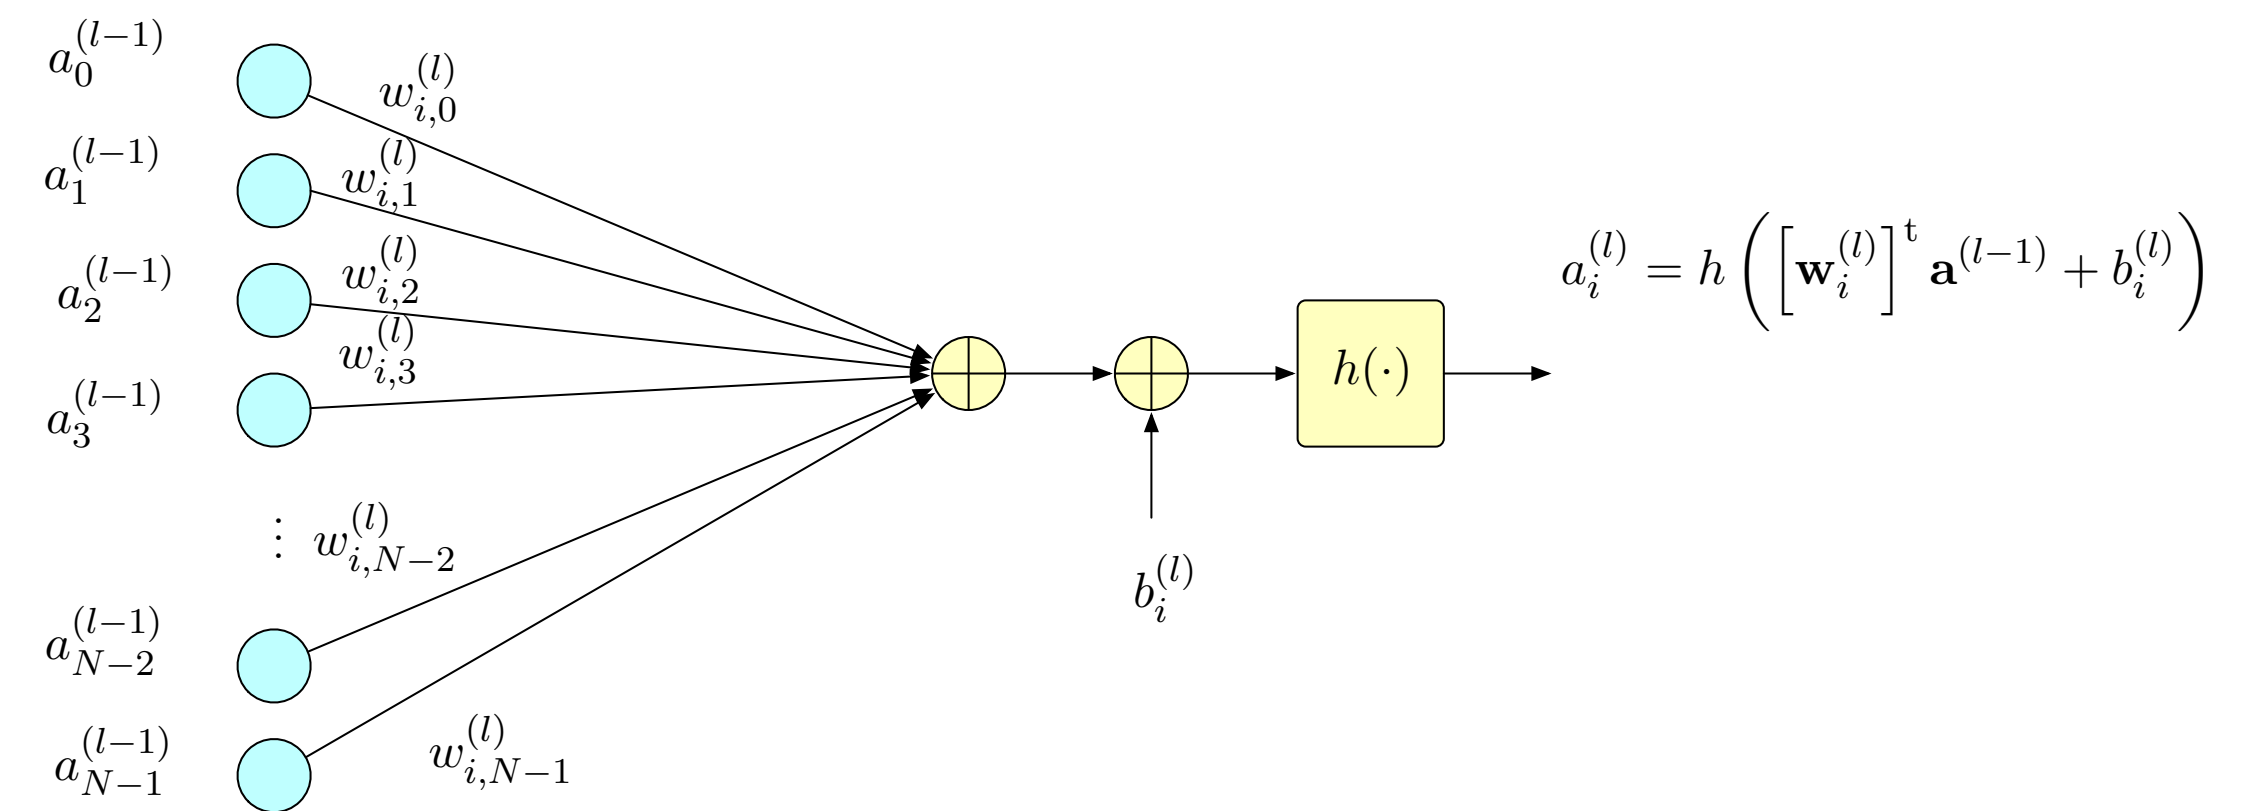 $a_0^{(l-1)}$
$w_{i,0}^{(l)}$
$a_1^{(l-1)}$
$w_{i,1}^{(l)}$
$a_2^{(l-1)}$
$w_{i,2}^{(l)}$
$w_{i,3}^{(l)}$
$a_3^{(l-1)}$
$h(\cdot)$
$a_i^{(l)} = h\left(\left[\mathbf{w}_i^{(l)}\right]^{\mathrm{t}} \mathbf{a}^{(l-1)} + b_i^{(l)}\right)$
$\vdots$ $w_{i,N-2}^{(l)}$
$b_i^{(l)}$
$a_{N-2}^{(l-1)}$
$a_{N-1}^{(l-1)}$
$w_{i,N-1}^{(l)}$